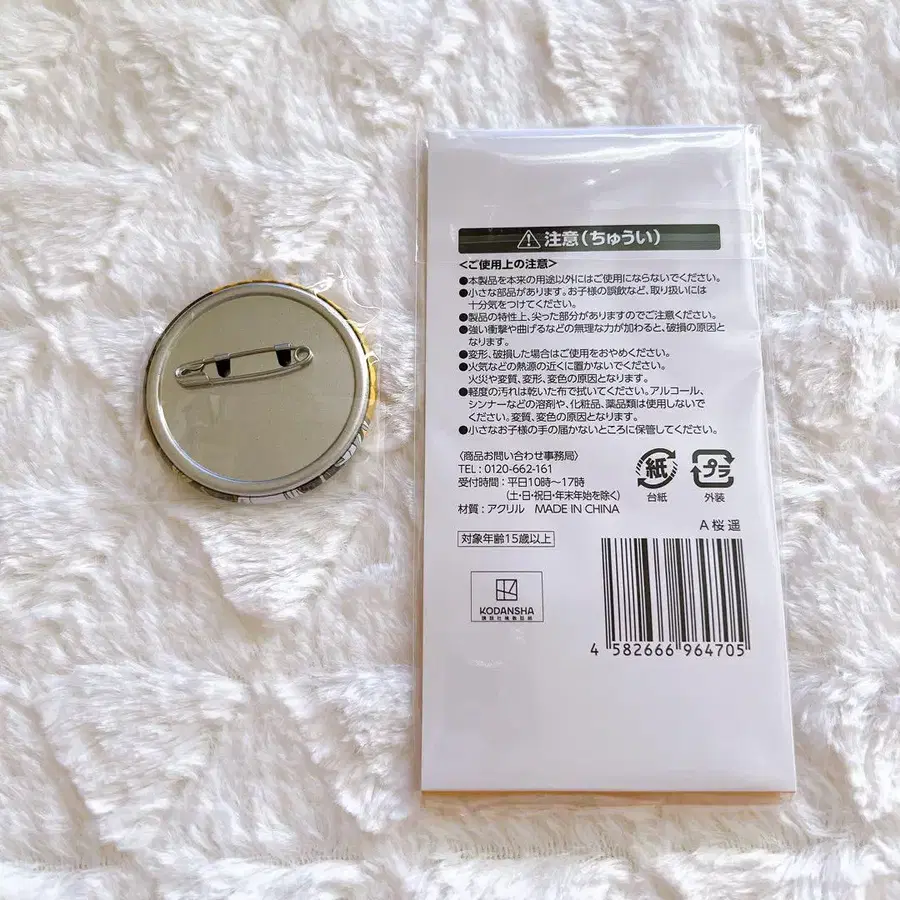 注意(ちゅうい)
<ご使用上の注意>
●本製品を本来の用途以外にはご使用にならないでください。
●小さな部品があります。お子様の誤飲など、取り扱いには
十分気をつけてください。
●製品の特性上、尖った部分がありますのでご注意ください。
●強い衝撃や曲げるなどの無理な力が加わると、破損の原因と
なります。
●変形、破損した場合はご使用をおやめください。
●火気などの熱源の近くに置かないでください。
火災や変質、変形、変色の原因となります。
●軽度の汚れは乾いた布で拭いてください。アルコール、
シンナーなどの溶剤や、化粧品、薬品類は使用しないで
ください。変質、変色の原因となります。
●小さなお子様の手の届かないところに保管してください。
〈商品お問い合わせ事務局〉
TEL:0120-662-161
受付時間:平日10時〜17時
(土・日・祝日・年末年始を除く)
材質:アクリル MADE IN CHINA
紙
台紙
プラ
外装
A 桜 遥
対象年齢15歳以上
KODANSHA
講談社稀少証紙
4 582666 964705